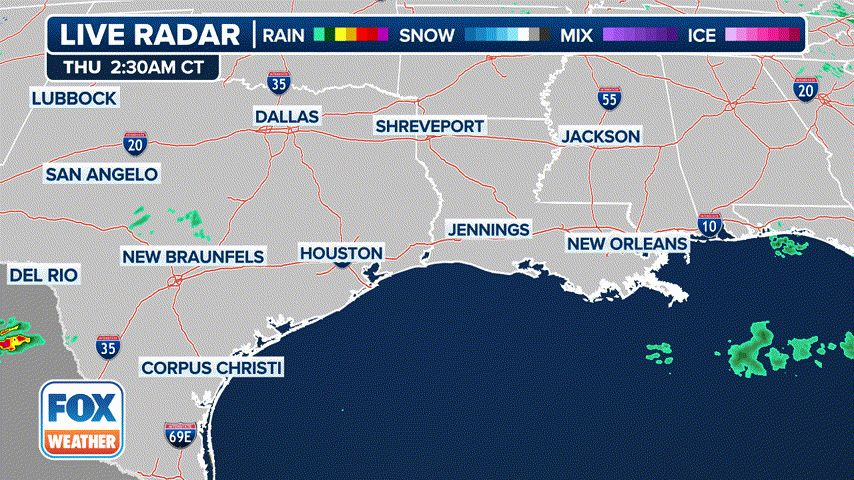 LIVE RADAR
RAIN SNOW MIX ICE
THU 2:30AM CT
LUBBOCK
35
DALLAS
SHREVEPORT
55
20
JACKSON
20
SAN ANGELO
NEW BRAUNFELS
HOUSTON
JENNINGS
NEW ORLEANS
10
DEL RIO
35
CORPUS CHRISTI
69E
FOX
WEATHER